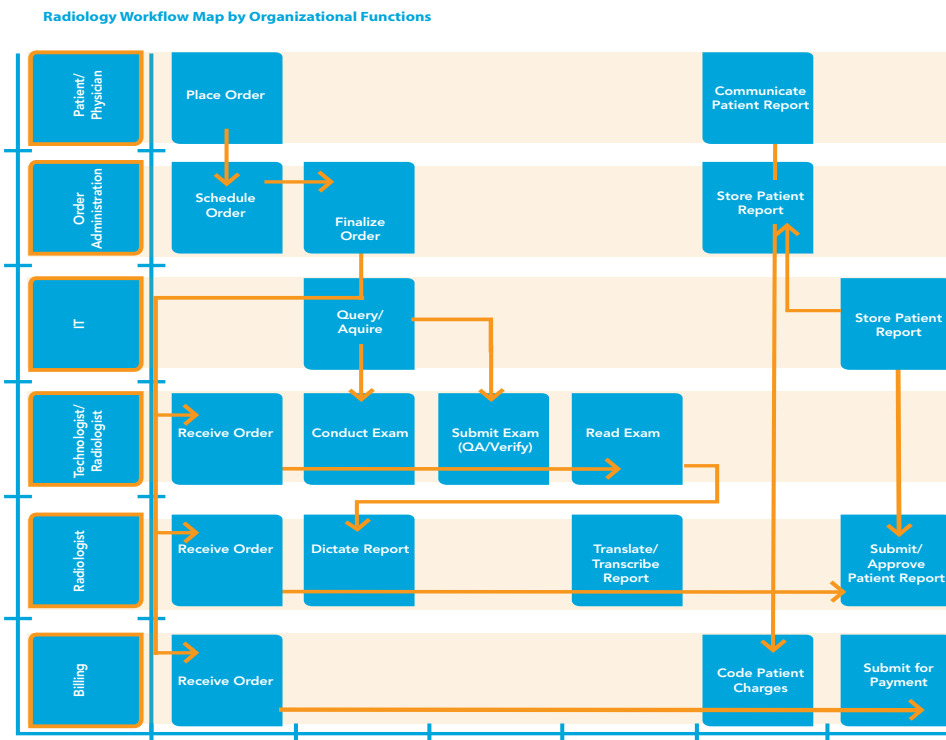 Radiology Workflow Map by Organizational Functions
Patient/
Physician
Place Order
Communicate
Patient Report
Order
Administration
Schedule
Order
Finalize
Order
Store Patient
Report
IT
Query/
Aquire
Store Patient
Report
Technologist/
Radiologist
Receive Order
Conduct Exam
Submit Exam
(QA/Verify)
Read Exam
Radiologist
Receive Order
Dictate Report
Translate/
Transcribe
Report
Submit/
Approve
Patient Report
Billing
Receive Order
Code Patient
Charges
Submit for
Payment